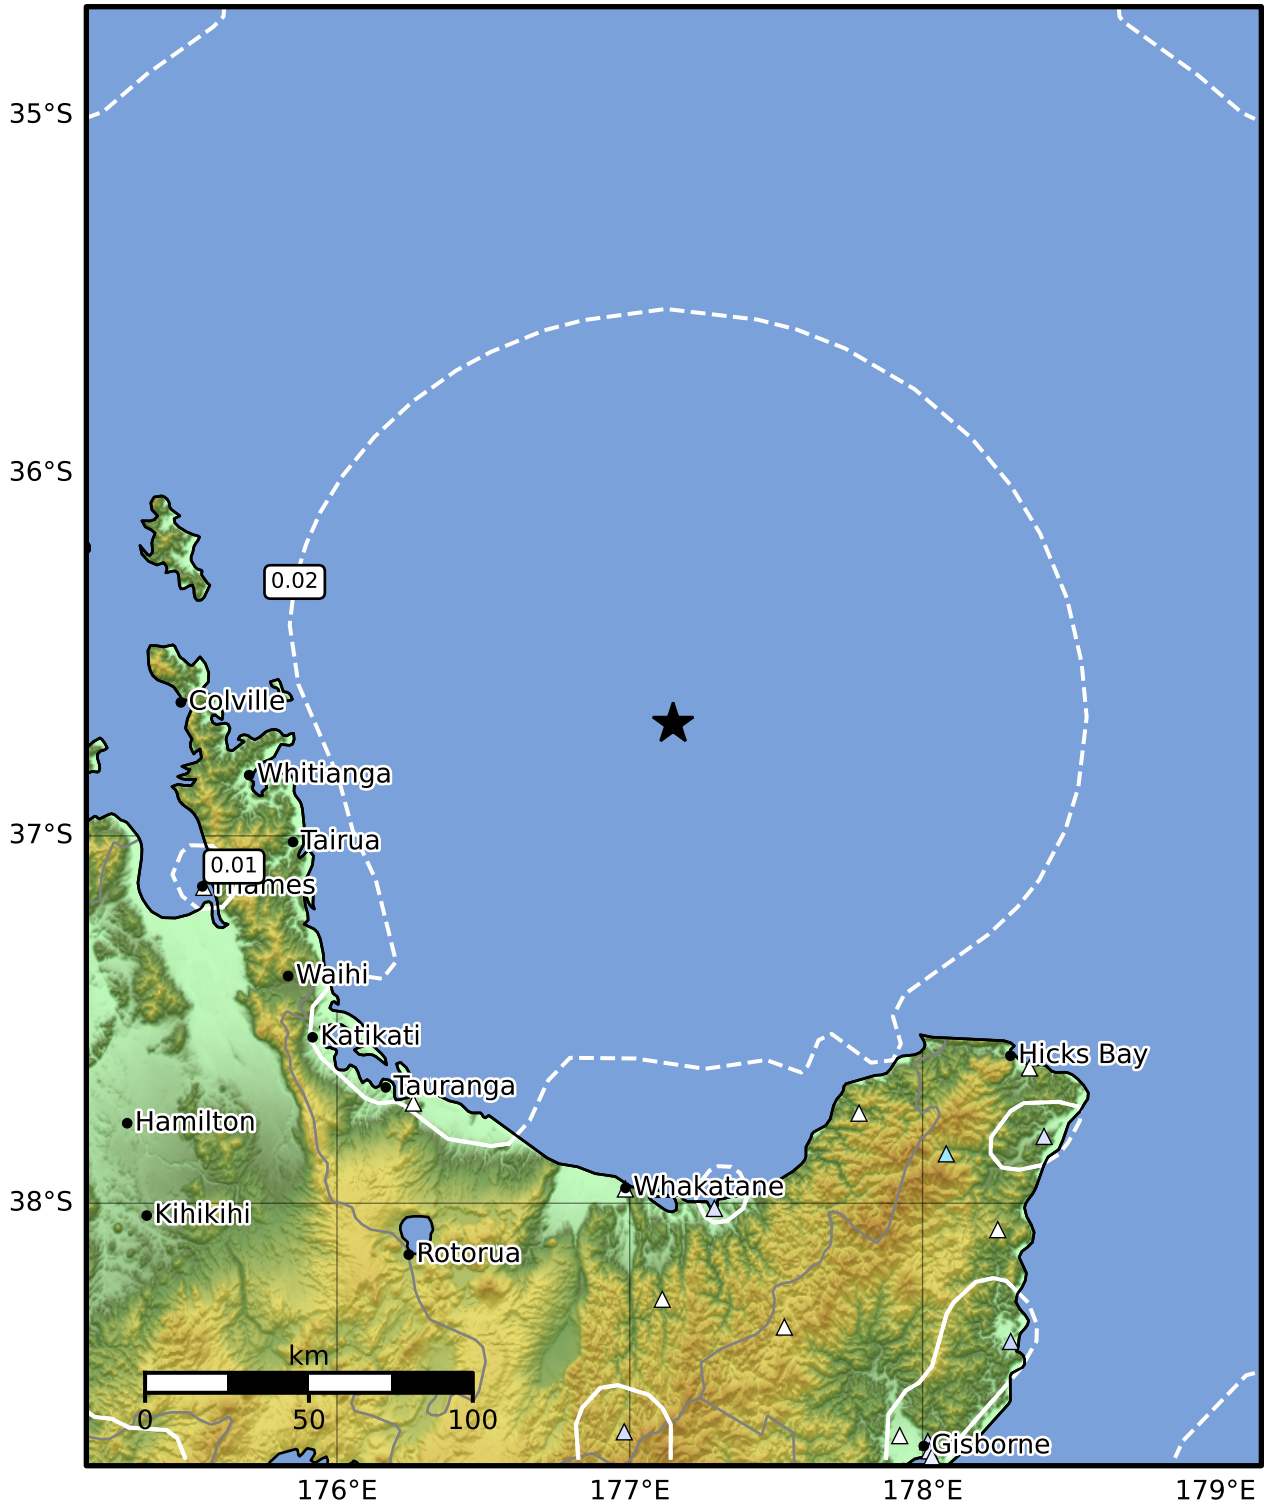 35°S
36°S
0.02
Colville
Whitianga
37°S
Tairua
0.01
Thames
Waihi
Katikati
Hicks Bay
Tauranga
Hamilton
Whakatane
38°S
Kihikihi
Rotorua
km
0 50 100
Gisborne
176°E 177°E 178°E 179°E